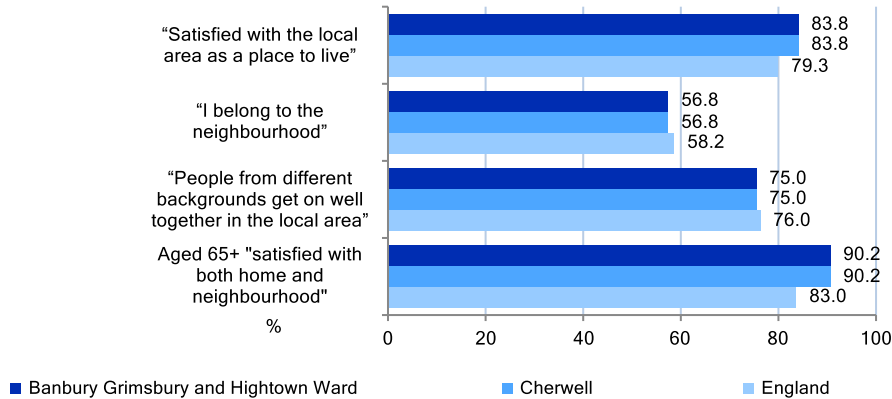 “Satisfied with the local
area as a place to live”
83.8
83.8
79.3
“I belong to the
neighbourhood”
56.8
56.8
58.2
“People from different
backgrounds get on well
together in the local area”
75.0
75.0
76.0
Aged 65+ "satisfied with
both home and
neighbourhood"
90.2
90.2
83.0
%
0 20 40 60 80 100
Banbury Grimsbury and Hightown Ward Cherwell England